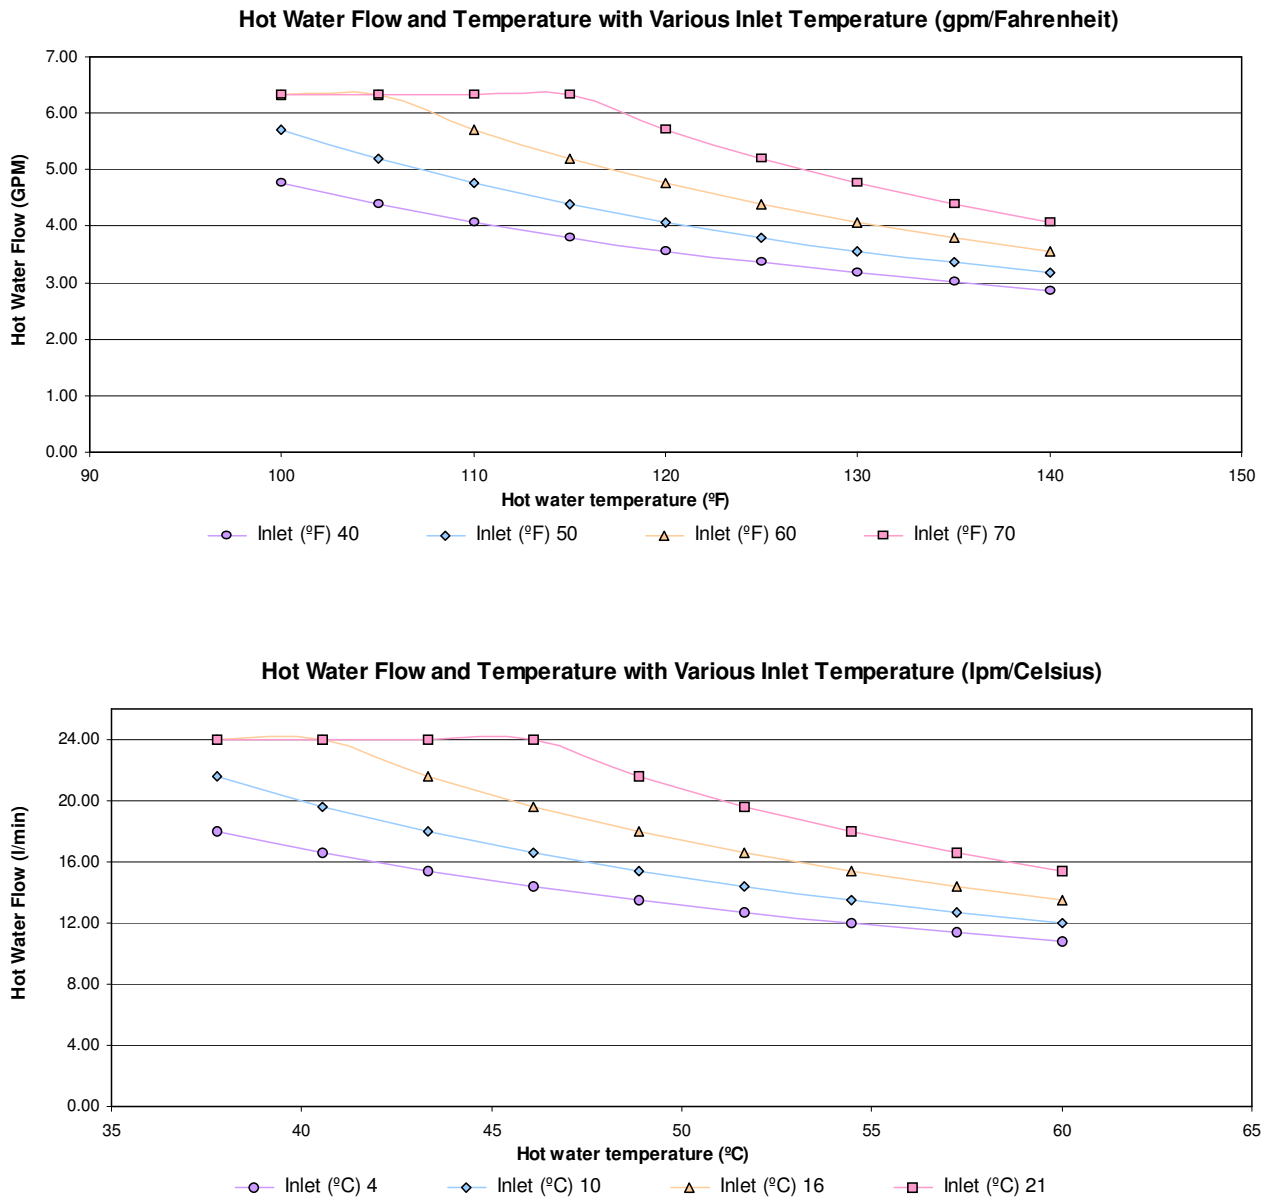 Hot Water Flow and Temperature with Various Inlet Temperature (gpm/Fahrenheit)
7.00
6.00
5.00
4.00
3.00
2.00
1.00
0.00
Hot Water Flow (GPM)
90 100 110 120 130 140 150
Hot water temperature (ºF)
Inlet (ºF) 40 Inlet (ºF) 50 Inlet (ºF) 60 Inlet (ºF) 70
Hot Water Flow and Temperature with Various Inlet Temperature (lpm/Celsius)
24.00
20.00
16.00
12.00
8.00
4.00
0.00
Hot Water Flow (l/min)
35 40 45 50 55 60 65
Hot water temperature (ºC)
Inlet (ºC) 4 Inlet (ºC) 10 Inlet (ºC) 16 Inlet (ºC) 21